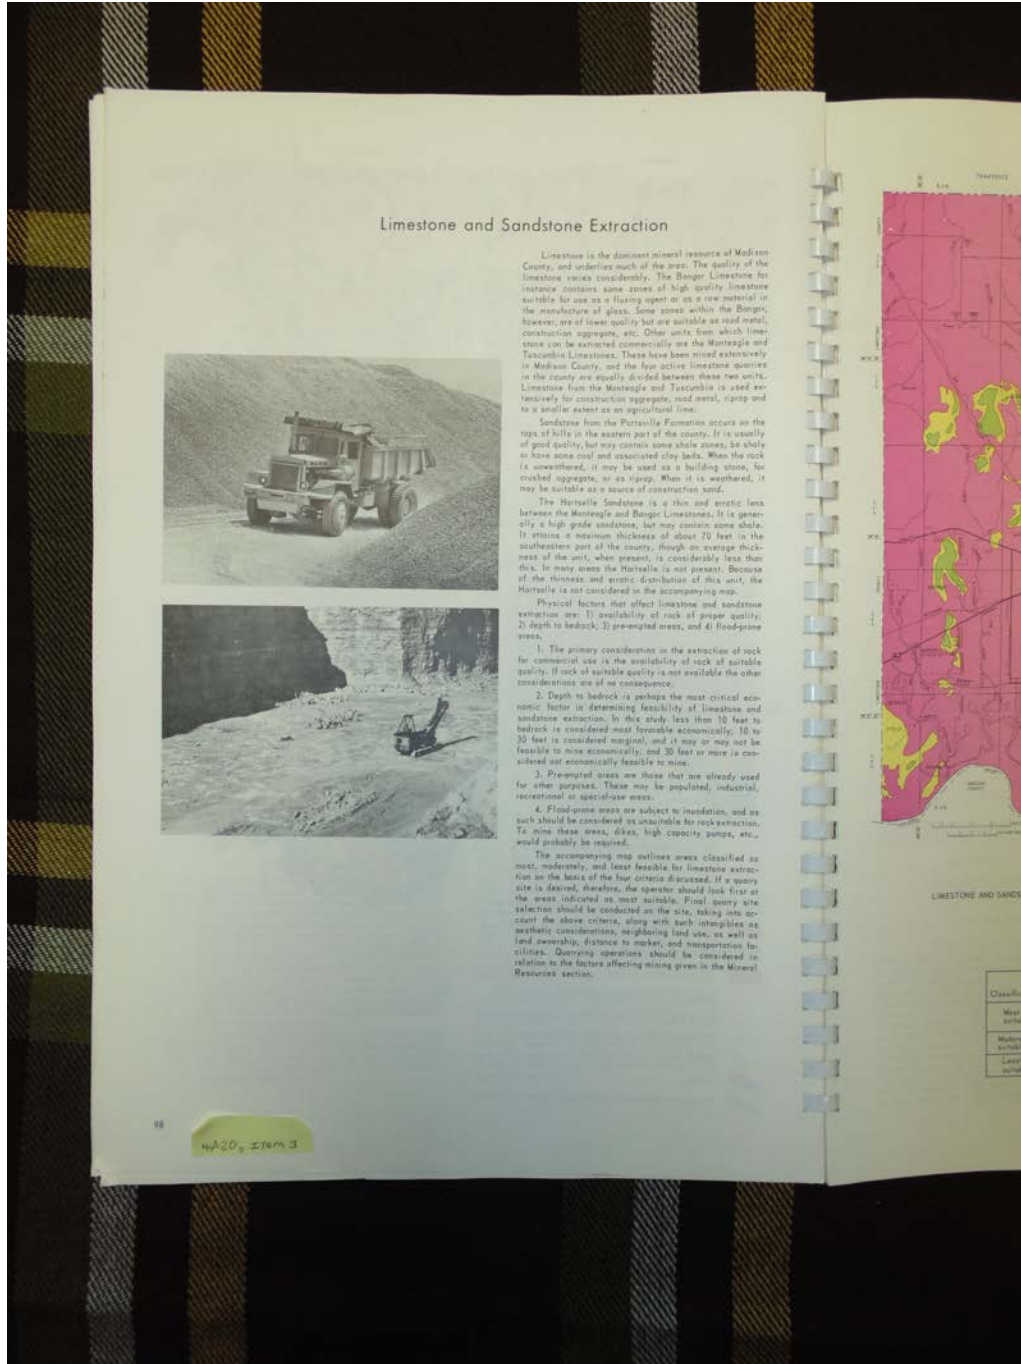 Limestone and Sandstone Extraction
Limestone is the dominant mineral resource of Madison
County, and underlies much of the area. The quality of the
limestone varies considerably. The Bangor Limestone for
instance contains some zones of high quality limestone
suitable for use as a fluxing agent or as a raw material in
the manufacture of glass. Some zones within the Bangor,
however, are of lower quality but are suitable as road metal,
construction aggregate, etc. Other units from which lime-
stone can be extracted commercially are the Monteagle and
Tuscumbia Limestones. These have been mined extensively
in Madison County, and the four active limestone quarries
in the county are equally divided between these two units.
Limestone from the Monteagle and Tuscumbia is used ex-
tensively for construction aggregate, road metal, riprap and
to a smaller extent as an agricultural lime.
Sandstone from the Pottsville Formation occurs on the
tops of hills in the eastern part of the county. It is usually
of good quality, but may contain some shale zones, be shaly
or have some coal and associated clay beds. When the rock
is unweathered, it may be used as a building stone, for
crushed aggregate, or as riprap. When it is weathered, it
may be suitable as a source of construction sand.
The Hartselle Sandstone is a thin and erratic lens
between the Monteagle and Bangor Limestones. It is gener-
ally a high grade sandstone, but may contain some shale.
It attains a maximum thickness of about 70 feet in the
southeastern part of the county, though an average thick-
ness of the unit, when present, is considerably less than
this. In many areas the Hartselle is not present. Because
of the thinness and erratic distribution of this unit, the
Hartselle is not considered in the accompanying map.
Physical factors that affect limestone and sandstone
extraction are: 1) availability of rock of proper quality;
2) depth to bedrock; 3) pre-empted areas, and 4) flood-prone
areas.
1. The primary consideration in the extraction of rock
for commercial use is the availability of rock of suitable
quality. If rock of suitable quality is not available the other
considerations are of no consequence.
2. Depth to bedrock is perhaps the most critical eco-
nomic factor in determining feasibility of limestone and
sandstone extraction. In this study less than 10 feet to
bedrock is considered most favorable economically; 10 to
30 feet is considered marginal, and it may or may not be
feasible to mine economically; and 30 feet or more is con-
sidered not economically feasible to mine.
3. Pre-empted areas are those that are already used
for other purposes. These may be populated, industrial,
recreational or special-use areas.
4. Flood-prone areas are subject to inundation, and as
such should be considered as unsuitable for rock extraction.
To mine these areas, dikes, high capacity pumps, etc.,
would probably be required.
The accompanying map outlines areas classified as
most, moderately, and least feasible for limestone extrac-
tion on the basis of the four criteria discussed. If a quarry
site is desired, therefore, the operator should look first at
the areas indicated as most suitable. Final quarry site
selection should be conducted on the site, taking into ac-
count the above criteria, along with such intangibles as
aesthetic considerations, neighboring land use, as well as
land ownership, distance to market, and transportation fa-
cilities. Quarrying operations should be considered in
relation to the factors affecting mining given in the Mineral
Resources section.
98
4A20, Item 3
LIMESTONE AND SANDS
Classific
Most
suita
Modera
suitab
Least
suitab